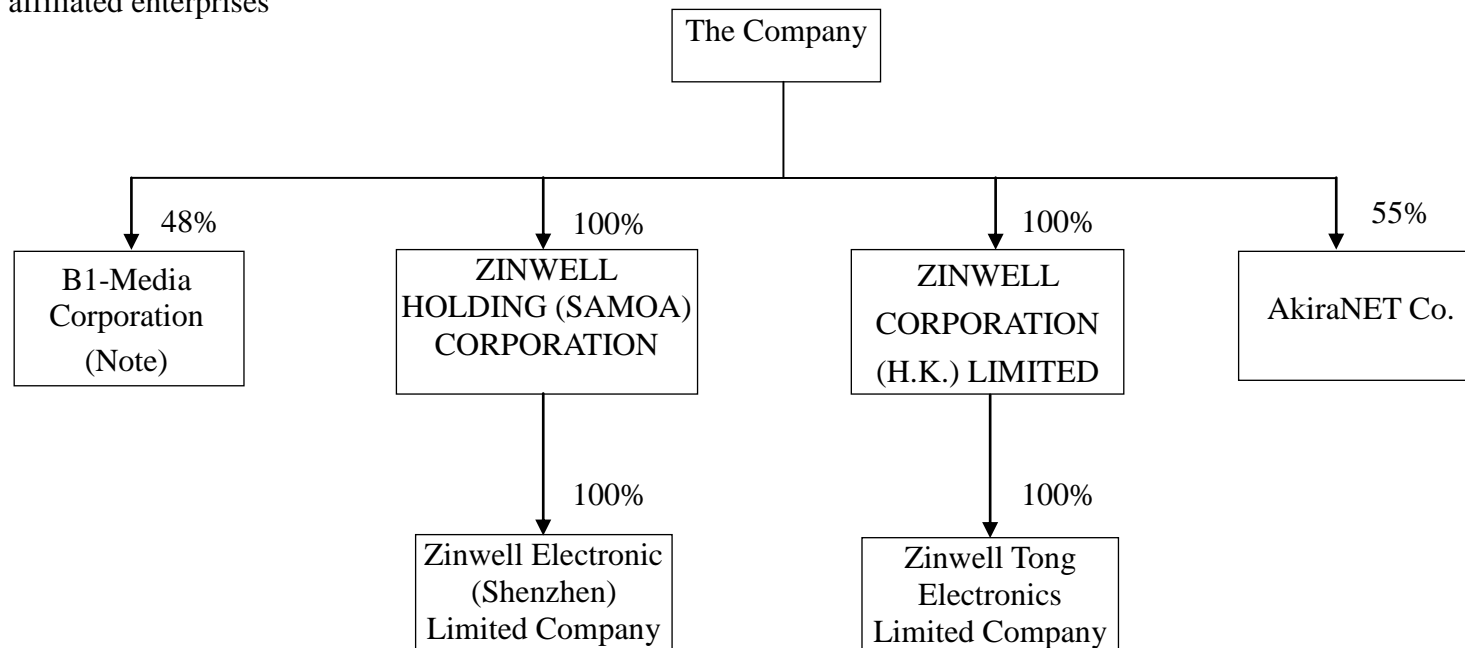 affiliated enterprises
The Company
48%
100%
100%
55%
B1-Media
Corporation
(Note)
ZINWELL
HOLDING (SAMOA)
CORPORATION
ZINWELL
CORPORATION
(H.K.) LIMITED
AkiraNET Co.
100%
100%
Zinwell Electronic
(Shenzhen)
Limited Company
Zinwell Tong
Electronics
Limited Company